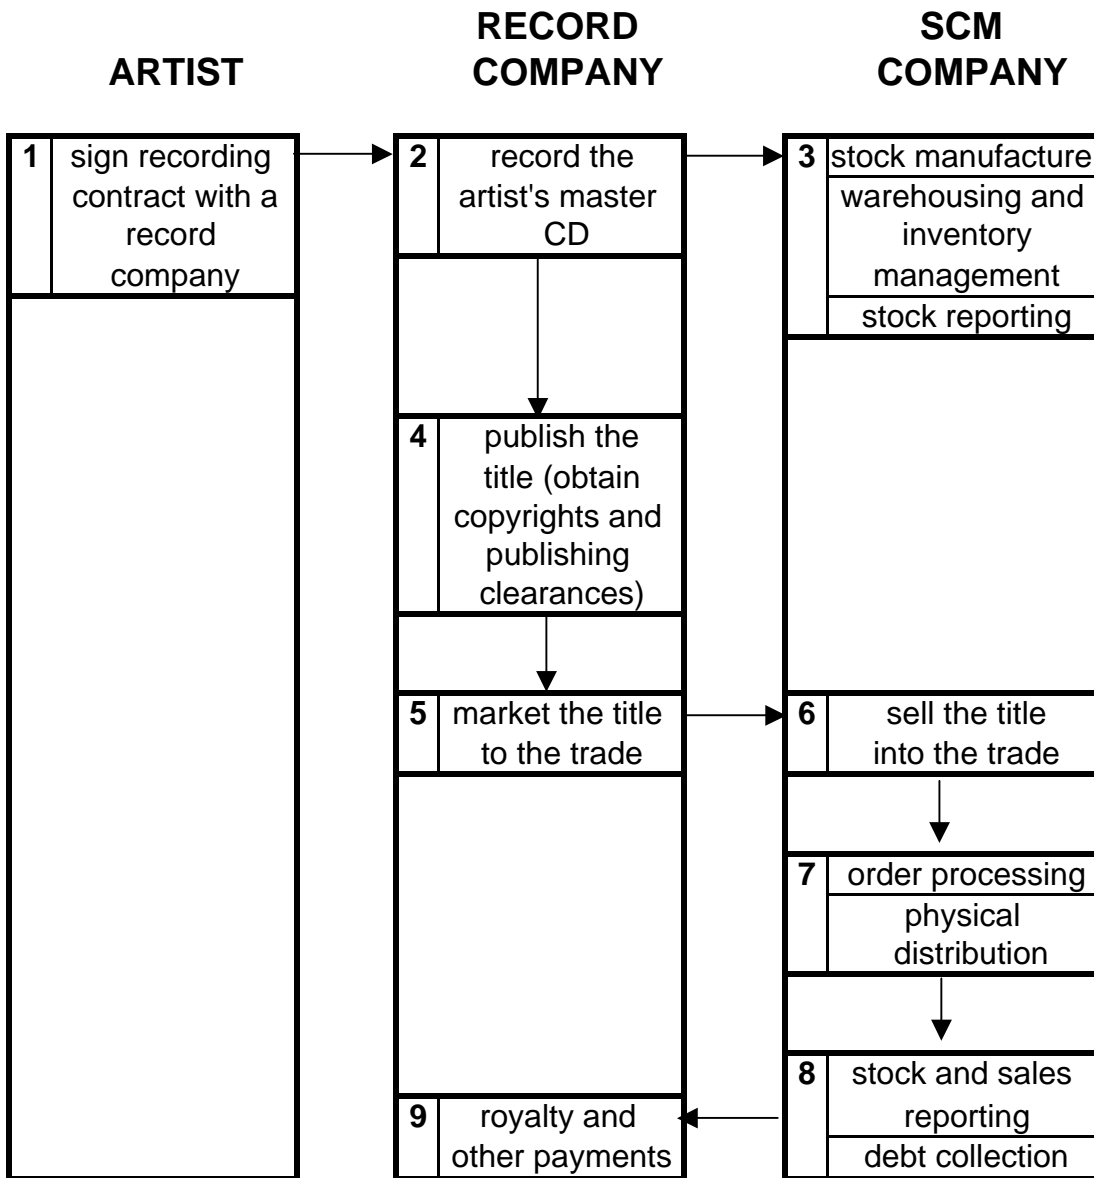 ARTIST
RECORD
COMPANY
SCM
COMPANY
1 sign recording
contract with a
record
company
2 record the
artist's master
CD
3 stock manufacture
warehousing and
inventory
management
stock reporting
4 publish the
title (obtain
copyrights and
publishing
clearances)
5 market the title
to the trade
6 sell the title
into the trade
7 order processing
physical
distribution
8 stock and sales
reporting
debt collection
9 royalty and
other payments